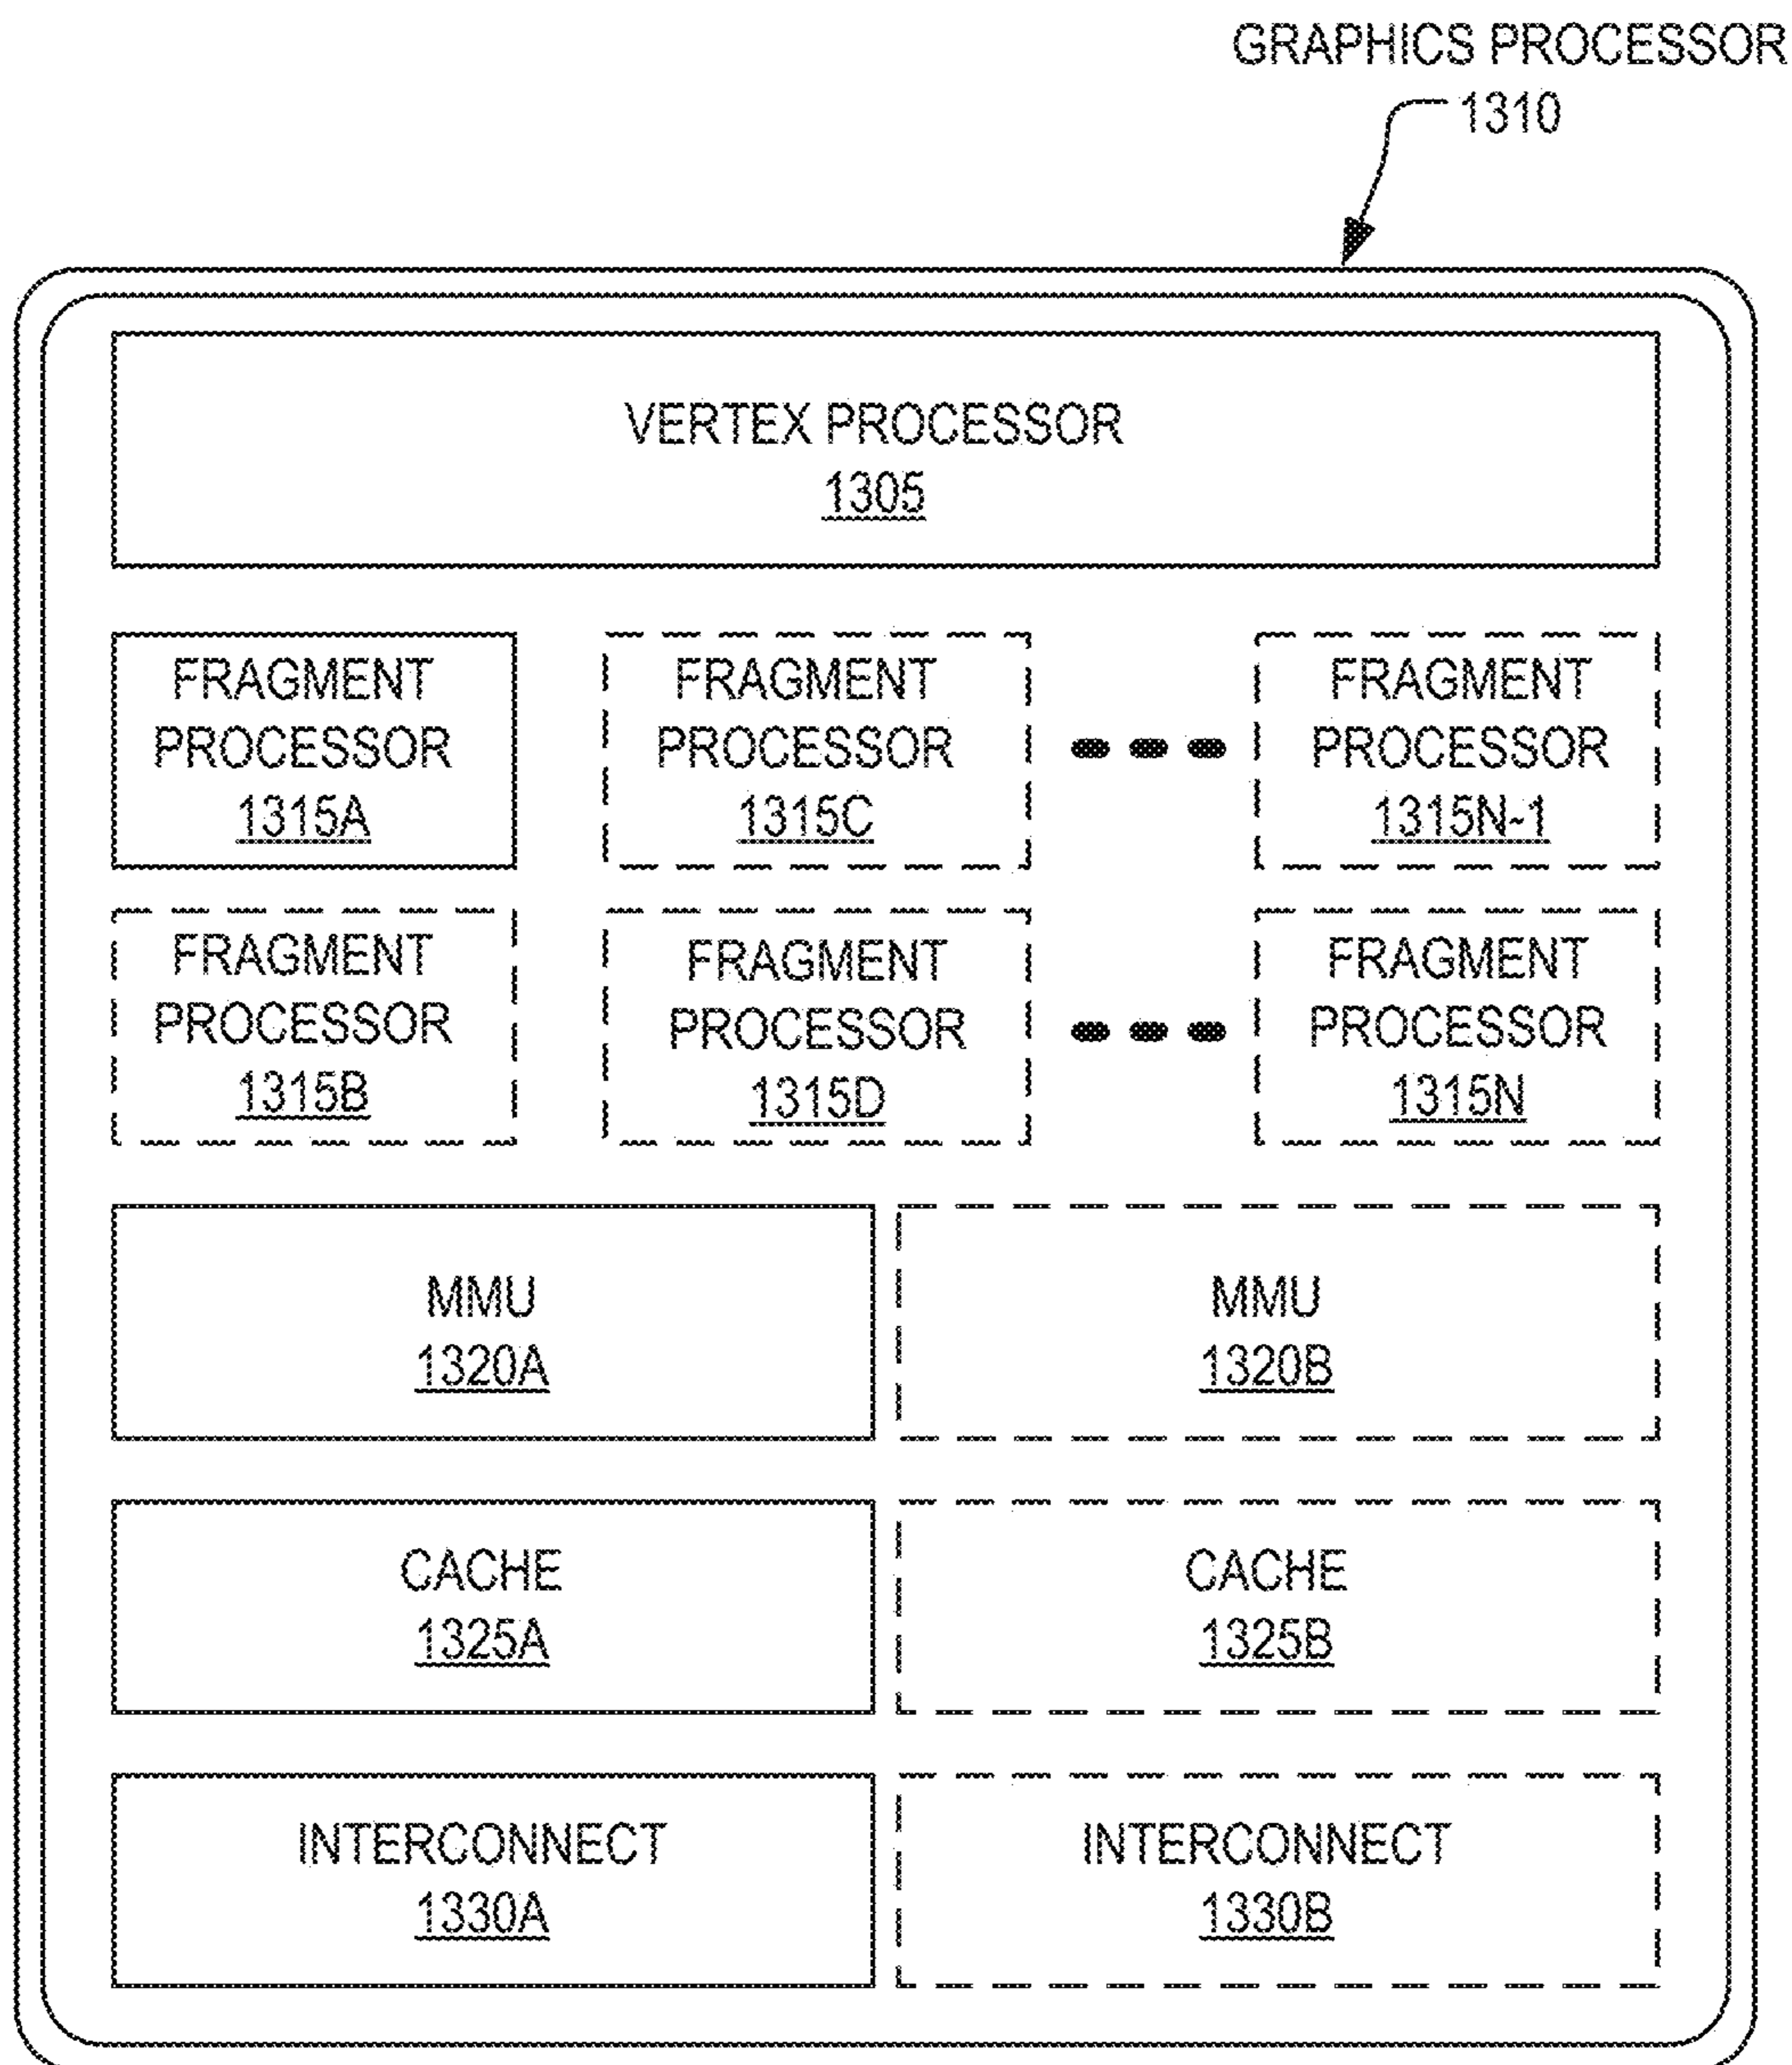 GRAPHICS PROCESSOR
1310
VERTEX PROCESSOR
1305
FRAGMENT
PROCESSOR
1315A
FRAGMENT
PROCESSOR
1315C
FRAGMENT
PROCESSOR
1315N-1
FRAGMENT
PROCESSOR
1315B
FRAGMENT
PROCESSOR
1315D
FRAGMENT
PROCESSOR
1315N
MMU
1320A
MMU
1320B
CACHE
1325A
CACHE
1325B
INTERCONNECT
1330A
INTERCONNECT
1330B